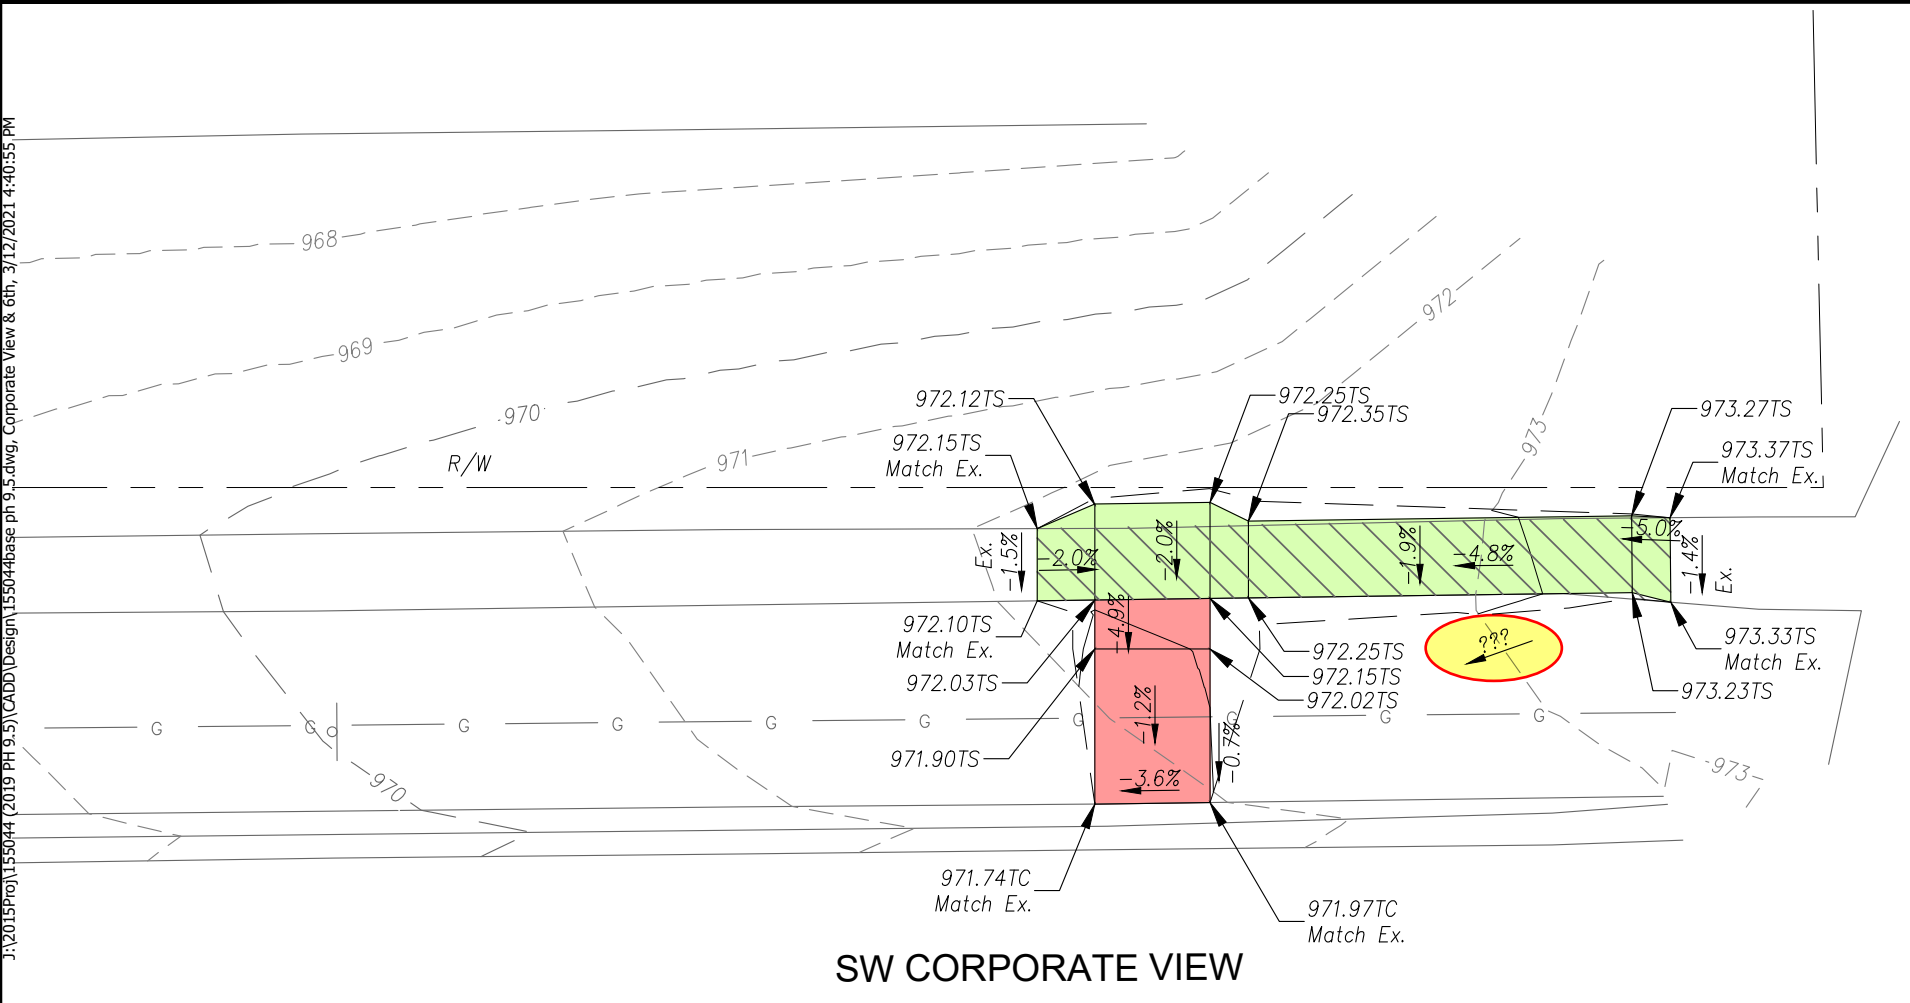 J:\2015Proj\155044 (2019 PH 9.5)\CADD\Design\155044base ph 9.5.dwg, Corporate View & 6th, 3/12/2021 4:40:55 PM
968
969
970
971
972
973
R/W
972.12TS
972.15TS
Match Ex.
972.25TS
972.35TS
973.27TS
973.37TS
Match Ex.
Ex.
-1.5%
-2.0%
-2.0%
-1.9%
-4.8%
-5.0%
-1.4%
Ex.
-4.9%
972.10TS
Match Ex.
972.03TS
971.90TS
972.25TS
972.15TS
972.02TS
???
973.33TS
Match Ex.
973.23TS
G G G G G G G G G G
-1.2%
-0.7%
-3.6%
970
973
971.74TC
Match Ex.
971.97TC
Match Ex.
SW CORPORATE VIEW